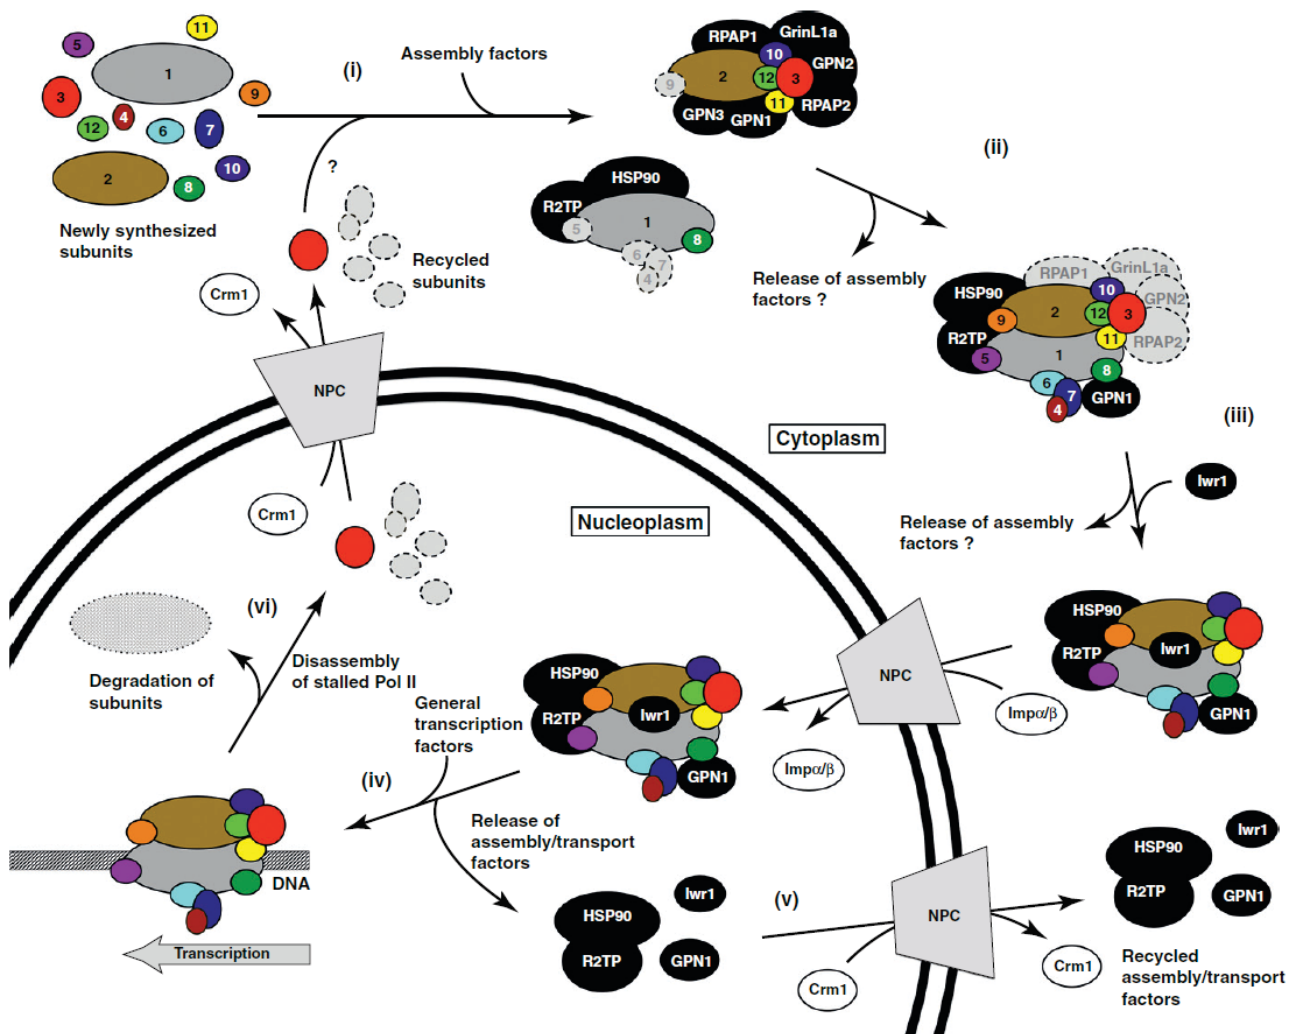 11
5
1
3
9
4
12
6
7
2
10
8
Newly synthesized
subunits
(i)
Assembly factors
?
Recycled
subunits
Crm1
NPC
RPAP1
GrinL1a
10
GPN2
2
12
3
9
11
RPAP2
GPN3
GPN1
HSP90
R2TP
1
5
8
6
7
4
(ii)
Release of assembly
factors ?
RPAP1
GrinL1a
HSP90
10
GPN2
9
2
12
3
R2TP
11
RPAP2
1
5
8
6
7
GPN1
4
(iii)
Iwr1
Release of assembly
factors ?
Cytoplasm
Nucleoplasm
Crm1
HSP90
R2TP
Iwr1
GPN1
NPC
Impα/β
Impα/β
HSP90
R2TP
Iwr1
GPN1
(vi)
Degradation of
subunits
Disassembly
of stalled Pol II
General
transcription
factors
(iv)
Release of
assembly/transport
factors
DNA
Transcription
HSP90
Iwr1
R2TP
GPN1
(v)
Crm1
NPC
Crm1
HSP90
Iwr1
R2TP
GPN1
Recycled
assembly/transport
factors